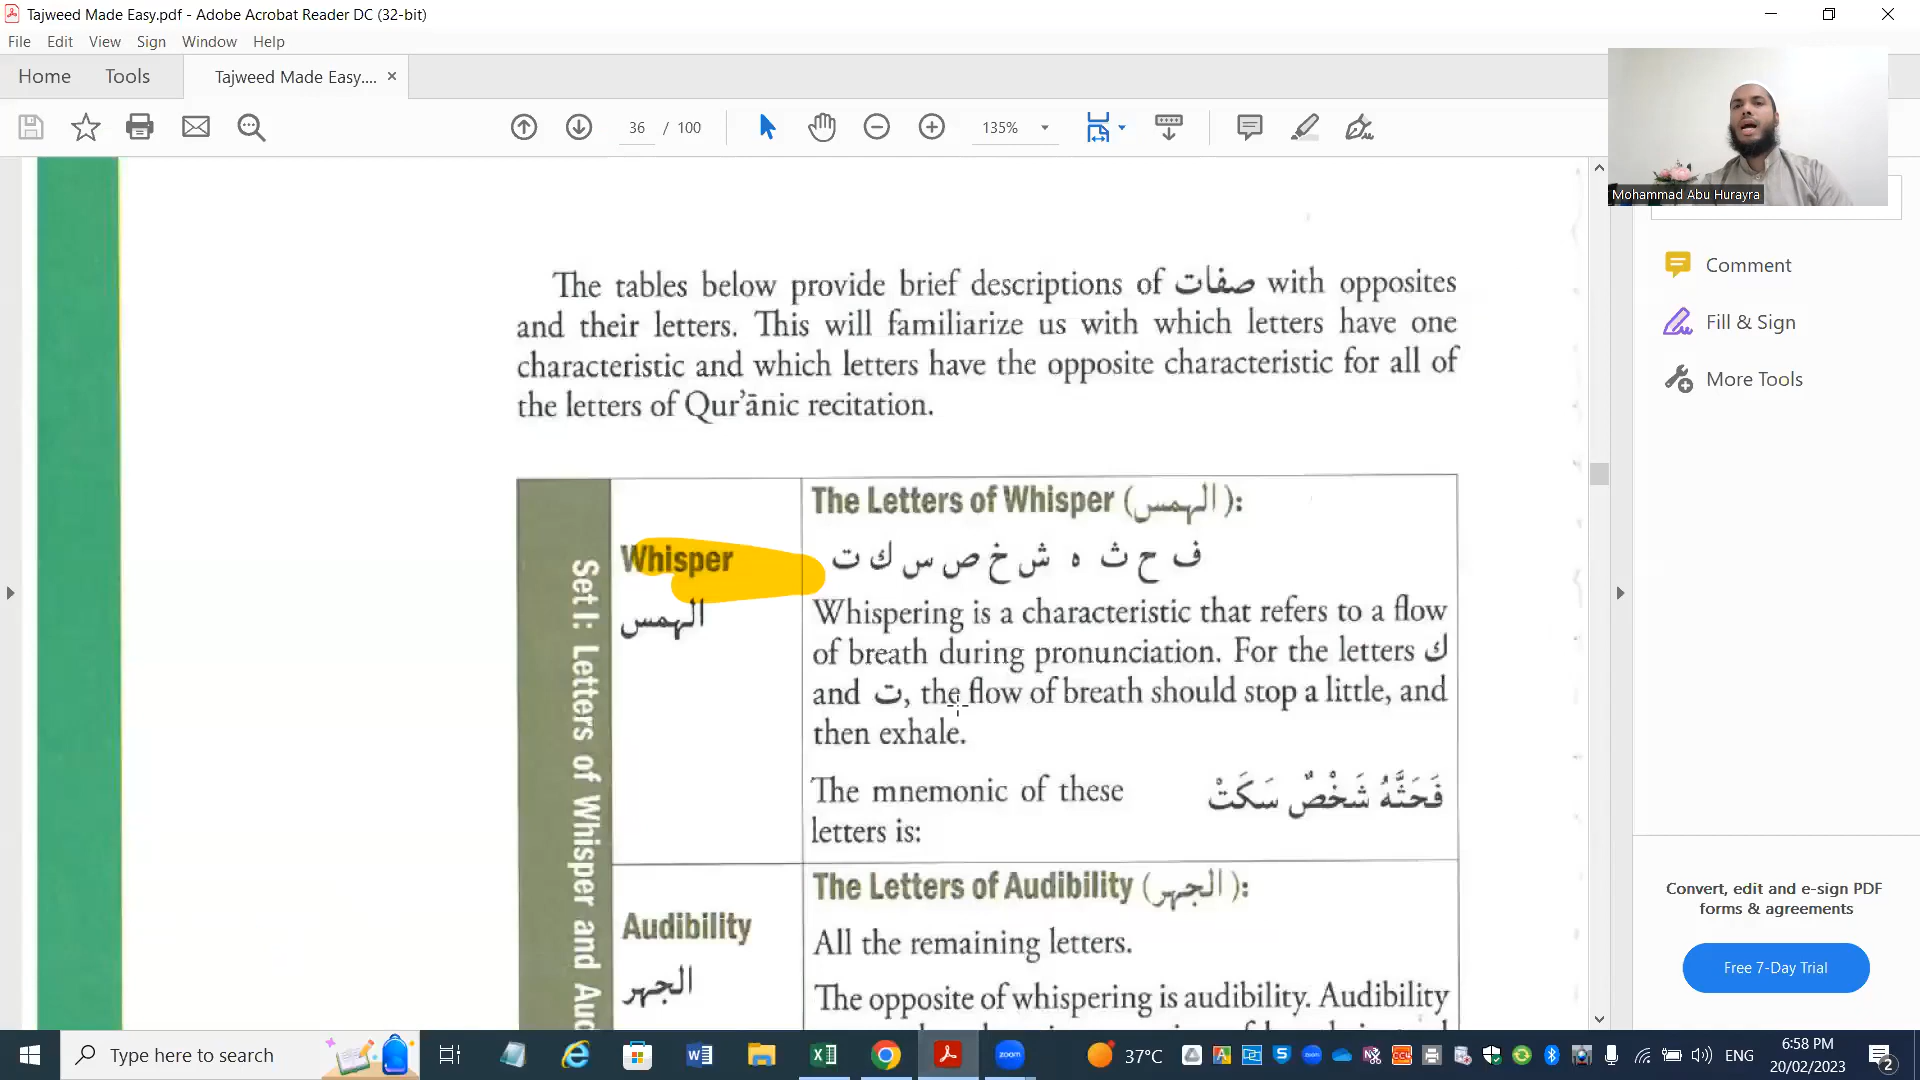 Tajweed Made Easy.pdf - Adobe Acrobat Reader DC (32-bit)
File Edit View Sign Window Help
Home Tools Tajweed Made Easy.... ×
36 / 100 135%
Mohammad Abu Hurayra
The tables below provide brief descriptions of صفات with opposites
and their letters. This will familiarize us with which letters have one
characteristic and which letters have the opposite characteristic for all of
the letters of Qur'ānic recitation.
Set I: Letters of Whisper and Aud
Whisper
الهمس
The Letters of Whisper (الهمس):
ف ح ث ه ش خ ص س ك ت
Whispering is a characteristic that refers to a flow
of breath during pronunciation. For the letters ك
and ت, the flow of breath should stop a little, and
then exhale.
The mnemonic of these
letters is:
فَحَثَّهُ شَخْصٌ سَكَتْ
Audibility
الجهر
The Letters of Audibility (الجهر):
All the remaining letters.
The opposite of whispering is audibility. Audibility
Comment
Fill & Sign
More Tools
Convert, edit and e-sign PDF
forms & agreements
Free 7-Day Trial
Type here to search
zoom
37°C
ENG
6:58 PM
20/02/2023
2